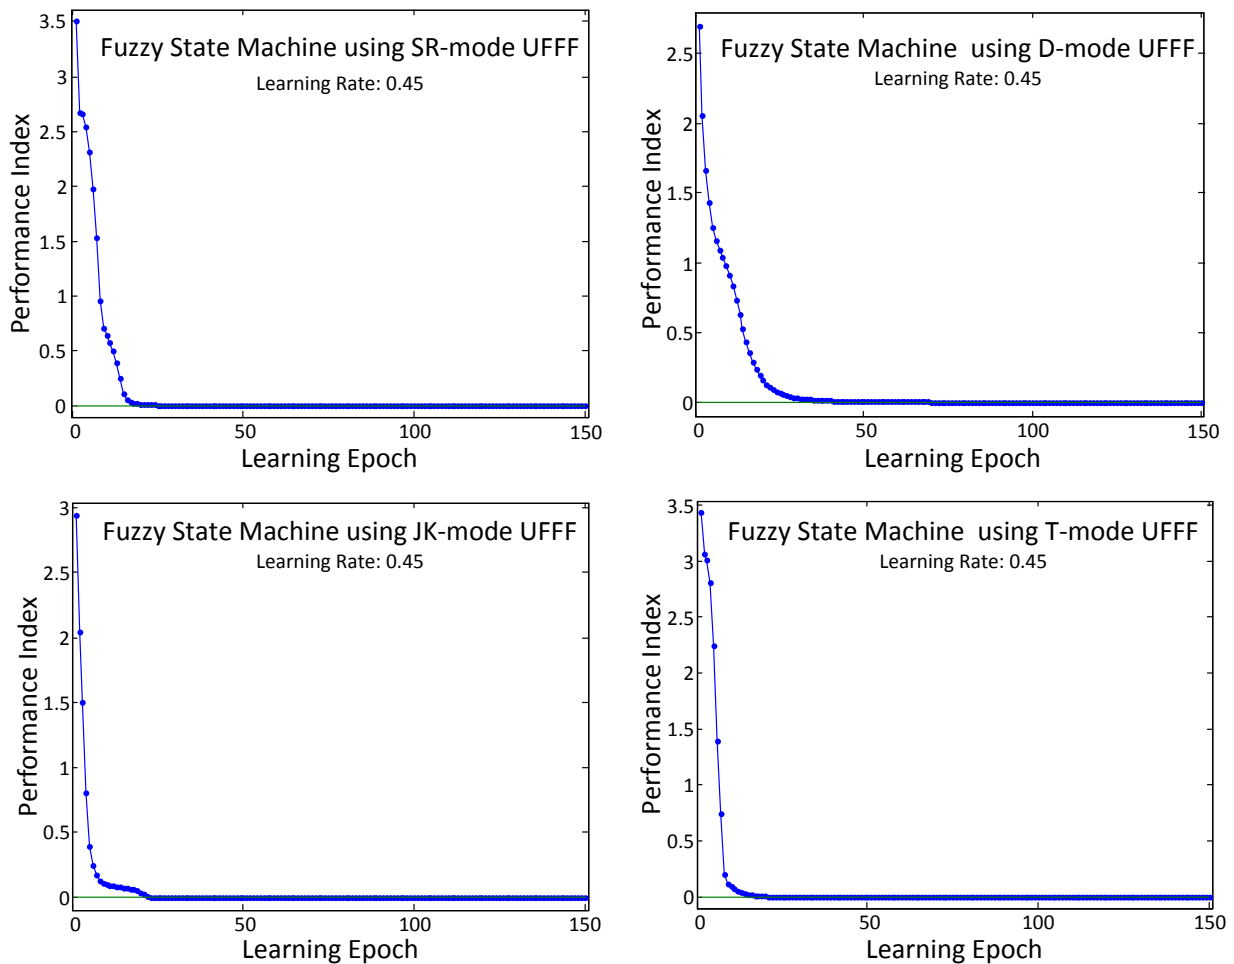 Fuzzy State Machine using SR-mode UFFF
Learning Rate: 0.45
Performance Index
3.5
3
2.5
2
1.5
1
0.5
0
0
50
100
150
Learning Epoch
Fuzzy State Machine  using D-mode UFFF
Learning Rate: 0.45
Performance Index
2.5
2
1.5
1
0.5
0
0
50
100
150
Learning Epoch
Fuzzy State Machine using JK-mode UFFF
Learning Rate: 0.45
Performance Index
3
2.5
2
1.5
1
0.5
0
0
50
100
150
Learning Epoch
Fuzzy State Machine  using T-mode UFFF
Learning Rate: 0.45
Performance Index
3.5
3
2.5
2
1.5
1
0.5
0
0
50
100
150
Learning Epoch